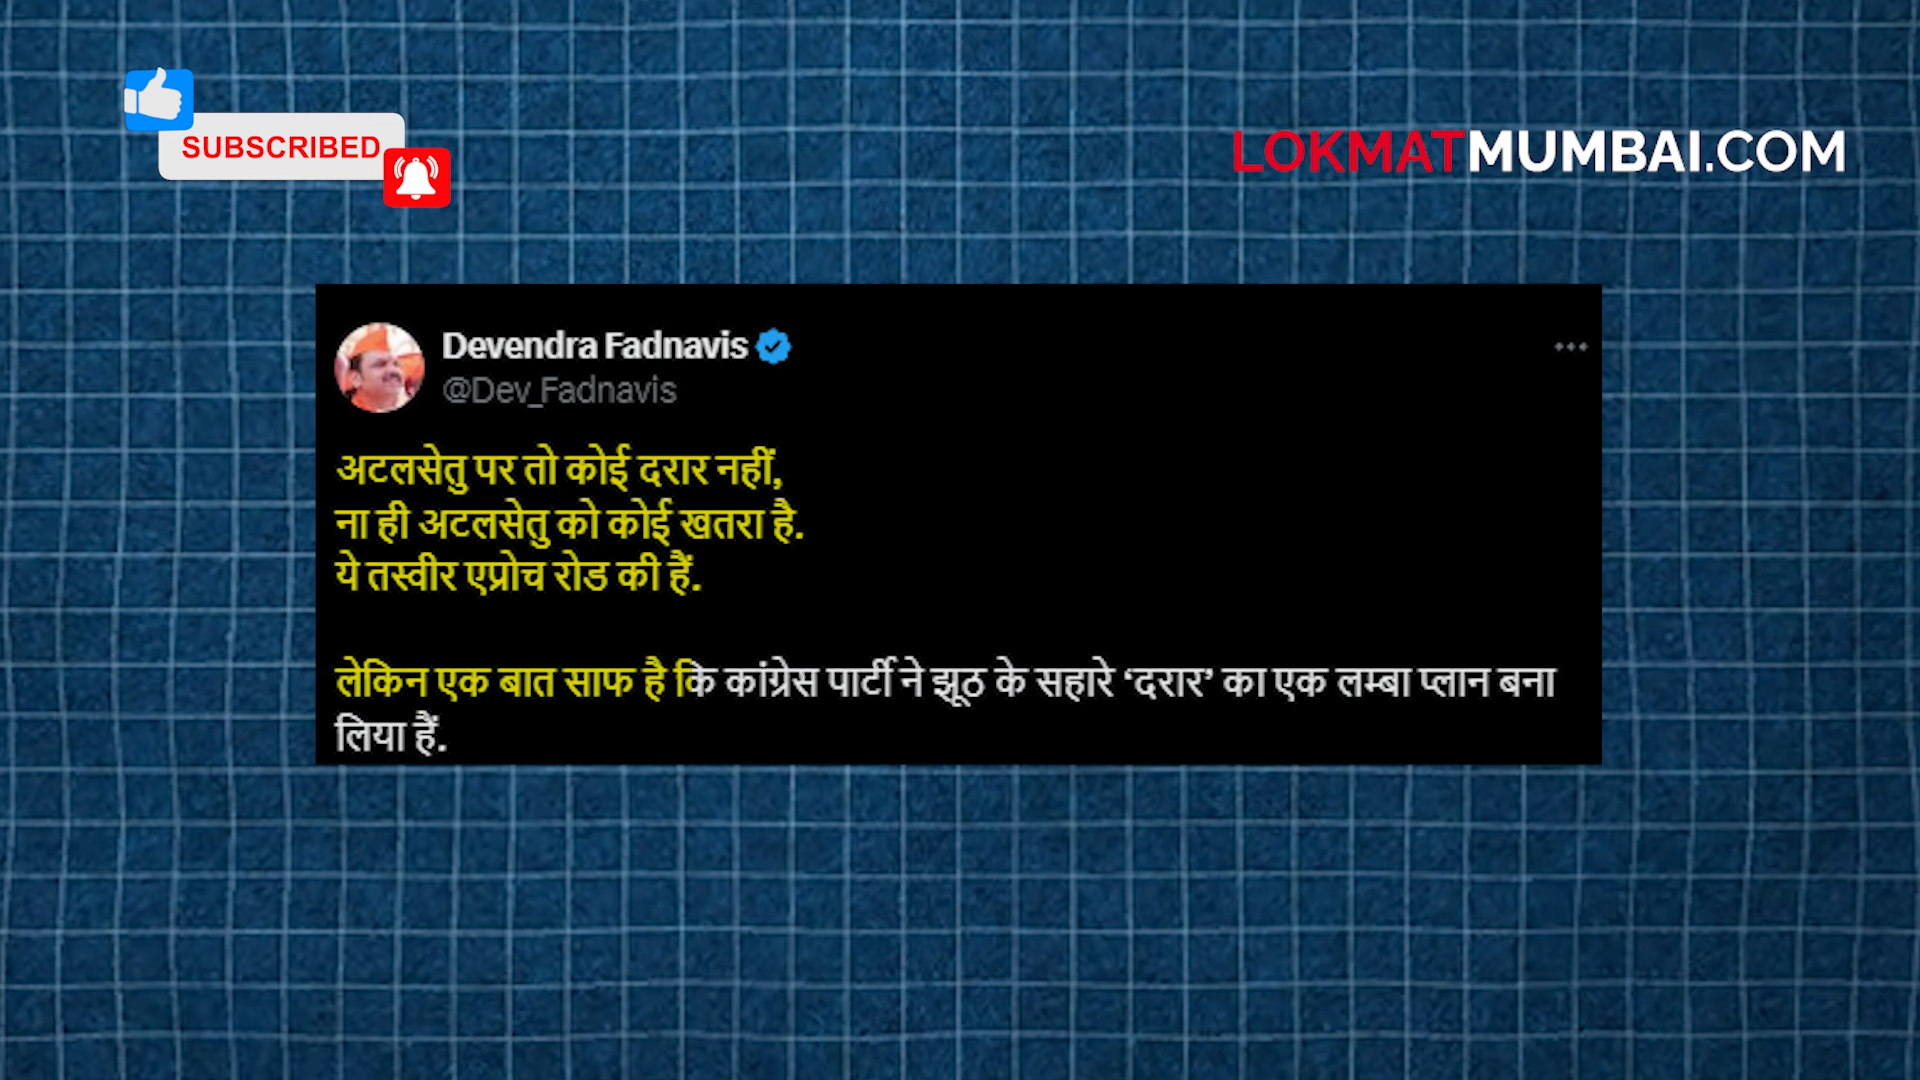 SUBSCRIBED
LOKMATMUMBAI.COM
Devendra Fadnavis
@Dev_Fadnavis
अटलसेतु पर तो कोई दरार नहीं,
ना ही अटलसेतु को कोई खतरा है.
ये तस्वीर एप्रोच रोड की हैं.
लेकिन एक बात साफ है कि कांग्रेस पार्टी ने झूठ के सहारे ‘दरार’ का एक लम्बा प्लान बना
लिया हैं.